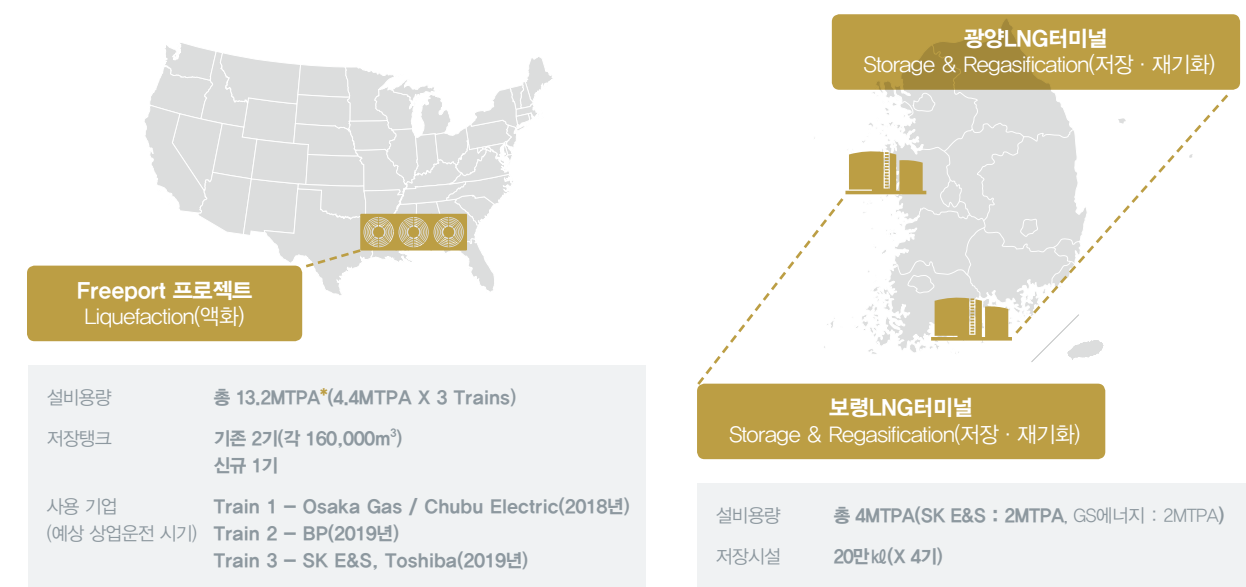 Freeport 프로젝트
Liquefaction(액화)
설비용량 총 13.2MTPA*(4.4MTPA X 3 Trains)
저장탱크 기존 2기(각 160,000m³)
신규 1기
사용 기업 Train 1 – Osaka Gas / Chubu Electric(2018년)
(예상 상업운전 시기) Train 2 – BP(2019년)
Train 3 – SK E&S, Toshiba(2019년)
광양LNG터미널
Storage & Regasification(저장 · 재기화)
보령LNG터미널
Storage & Regasification(저장 · 재기화)
설비용량 총 4MTPA(SK E&S : 2MTPA, GS에너지 : 2MTPA)
저장시설 20만㎘(X 4기)